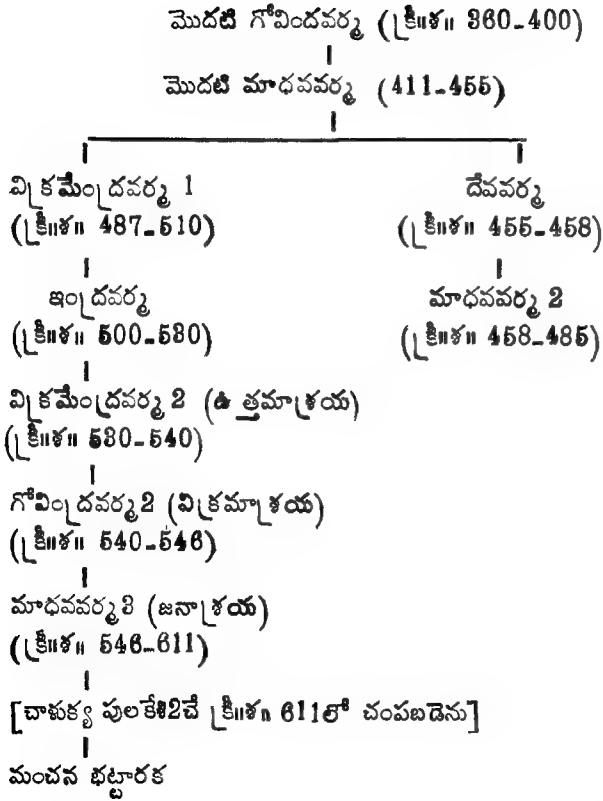 మొదటి గోవిందవర్మ (క్రీ॥శ॥ 360-400)
మొదటి మాధవవర్మ (411-455)
విక్రమేంద్రవర్మ 1
(క్రీ॥శ॥ 487-510)
దేవవర్మ
(క్రీ॥శ॥ 455-458)
ఇంద్రవర్మ
(క్రీ॥శ॥ 500-530)
మాధవవర్మ 2
(క్రీ॥శ॥ 458-485)
విక్రమేంద్రవర్మ 2 (ఉత్తమాశ్రయ)
(క్రీ॥శ॥ 530-540)
గోవింద్రవర్మ 2 (విక్రమాశ్రయ)
(క్రీ॥శ॥ 540-546)
మాధవవర్మ 3 (జనాశ్రయ)
(క్రీ॥శ॥ 546-611)
[చాళుక్య పులకేశి2చే క్రీ॥శ॥ 611లో చంపబడెను]
మంచన భట్టారక